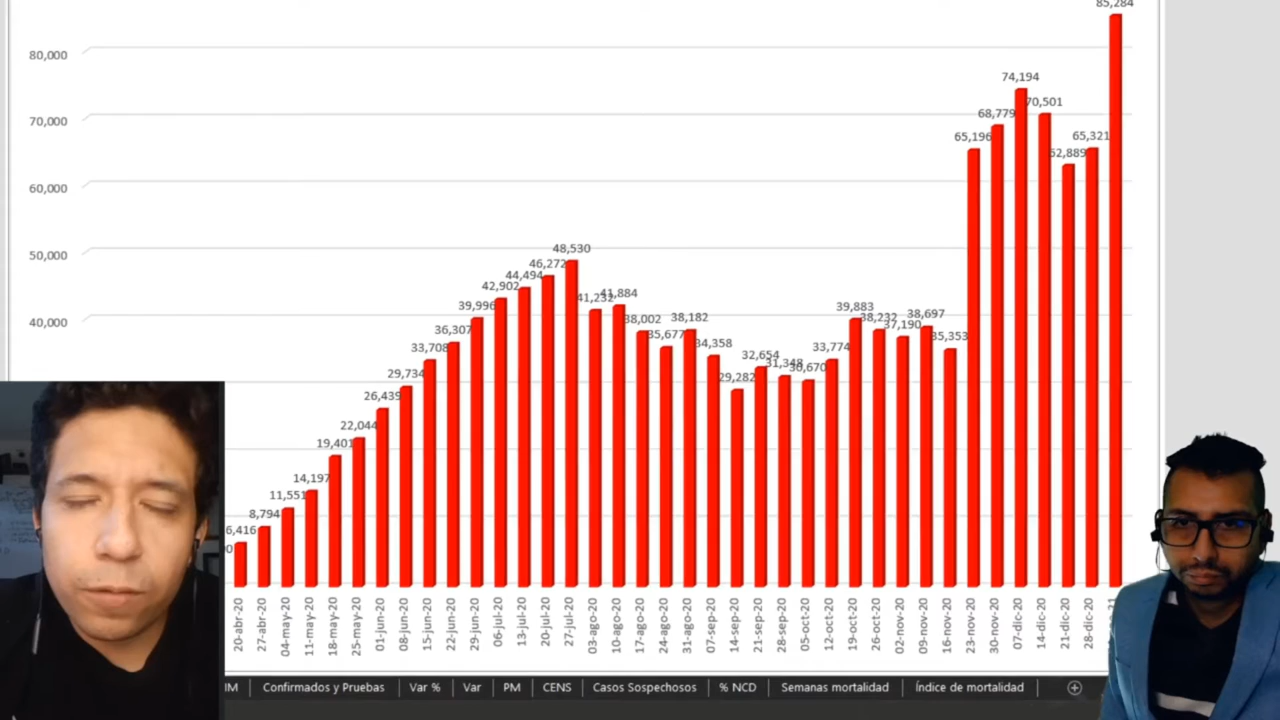 85,284
80,000
74,194
70,501
70,000
68,779
65,196
65,321
62,889
60,000
50,000
48,530
46,272
44,494
42,902
41,232
41,884
40,000
39,996
39,883
38,002
38,182
38,232
38,697
37,190
36,307
35,677
35,353
34,358
33,708
33,774
32,654
31,348
30,670
29,734
29,282
26,439
22,044
19,401
14,197
11,551
8,794
6,416
20-abr-20
27-abr-20
04-may-20
11-may-20
18-may-20
25-may-20
01-jun-20
08-jun-20
15-jun-20
22-jun-20
29-jun-20
06-jul-20
13-jul-20
20-jul-20
27-jul-20
03-ago-20
10-ago-20
17-ago-20
24-ago-20
31-ago-20
07-sep-20
14-sep-20
21-sep-20
28-sep-20
05-oct-20
12-oct-20
19-oct-20
26-oct-20
02-nov-20
09-nov-20
16-nov-20
23-nov-20
30-nov-20
07-dic-20
14-dic-20
21-dic-20
28-dic-20
IM Confirmados y Pruebas Var % Var PM CENS Casos Sospechosos % NCD Semanas mortalidad Índice de mortalidad